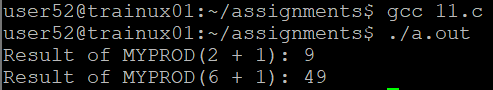 user52@trainux01:~/assignments$ gcc 11.c
user52@trainux01:~/assignments$ ./a.out
Result of MYPROD(2 + 1): 9
Result of MYPROD(6 + 1): 49